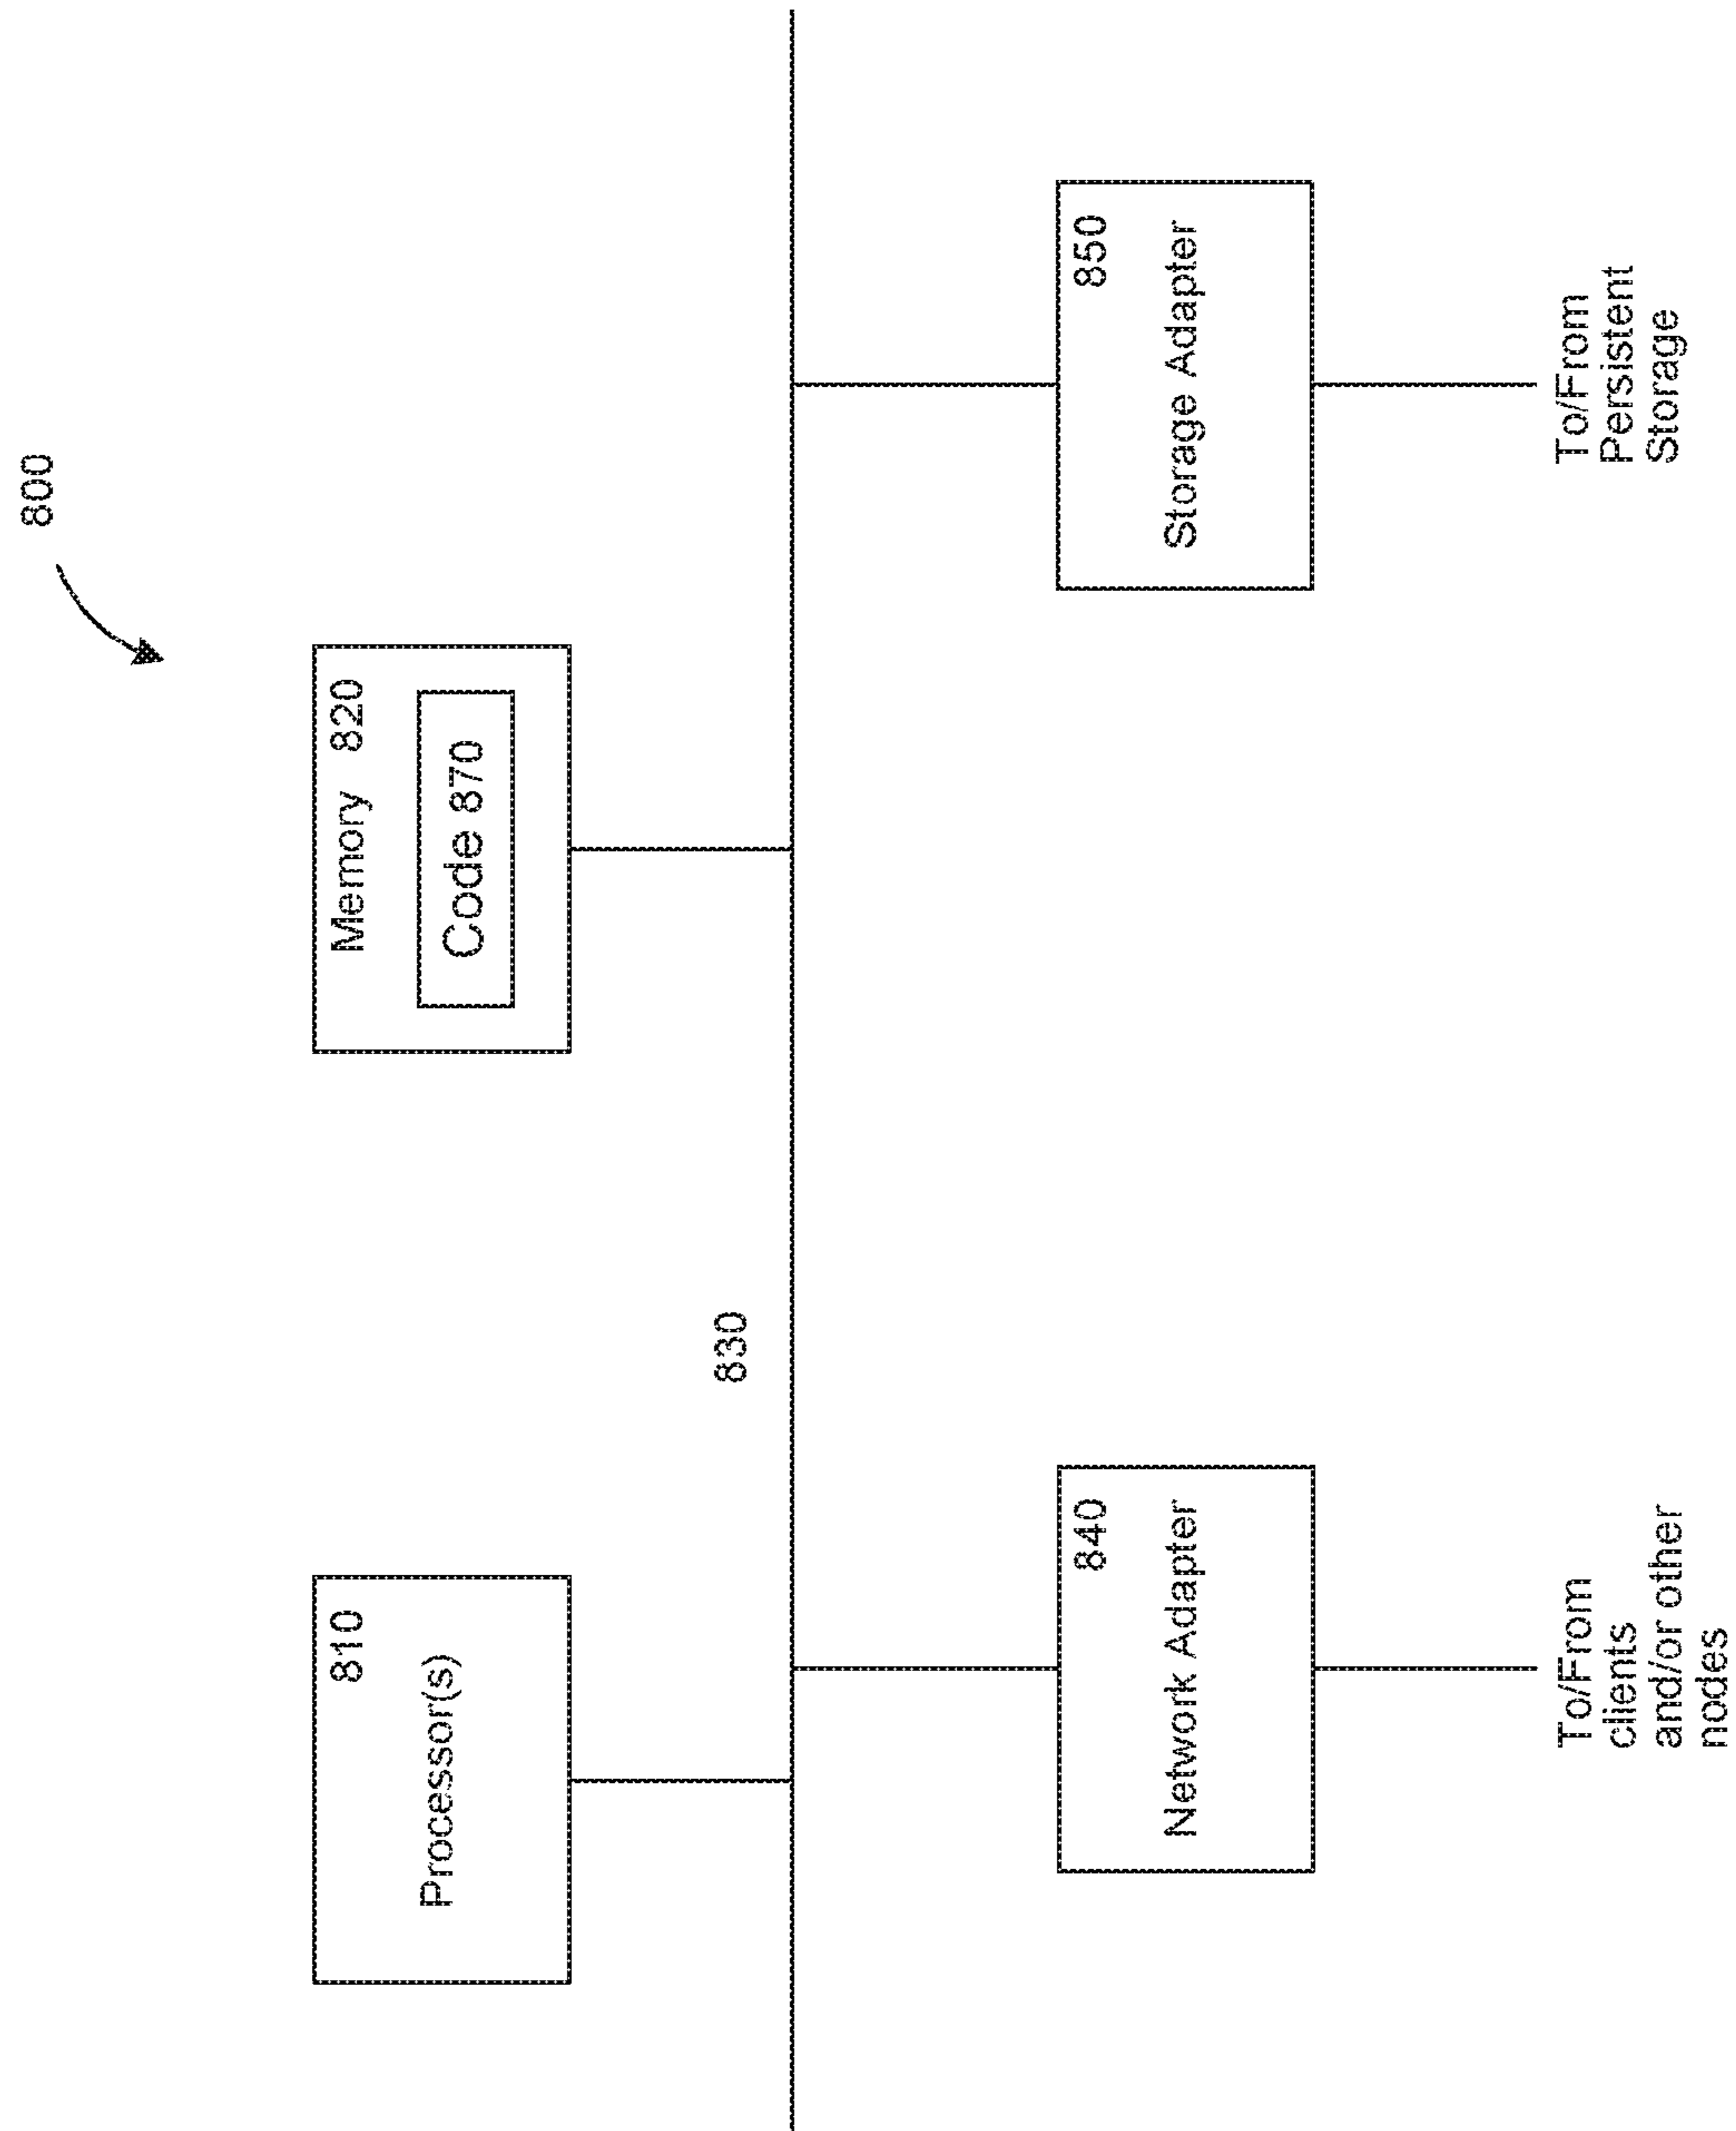 800
810
Processor(s)
Memory 820
Code 870
830
840
Network Adapter
850
Storage Adapter
To/From
clients
and/or other
nodes
To/From
Persistent
Storage